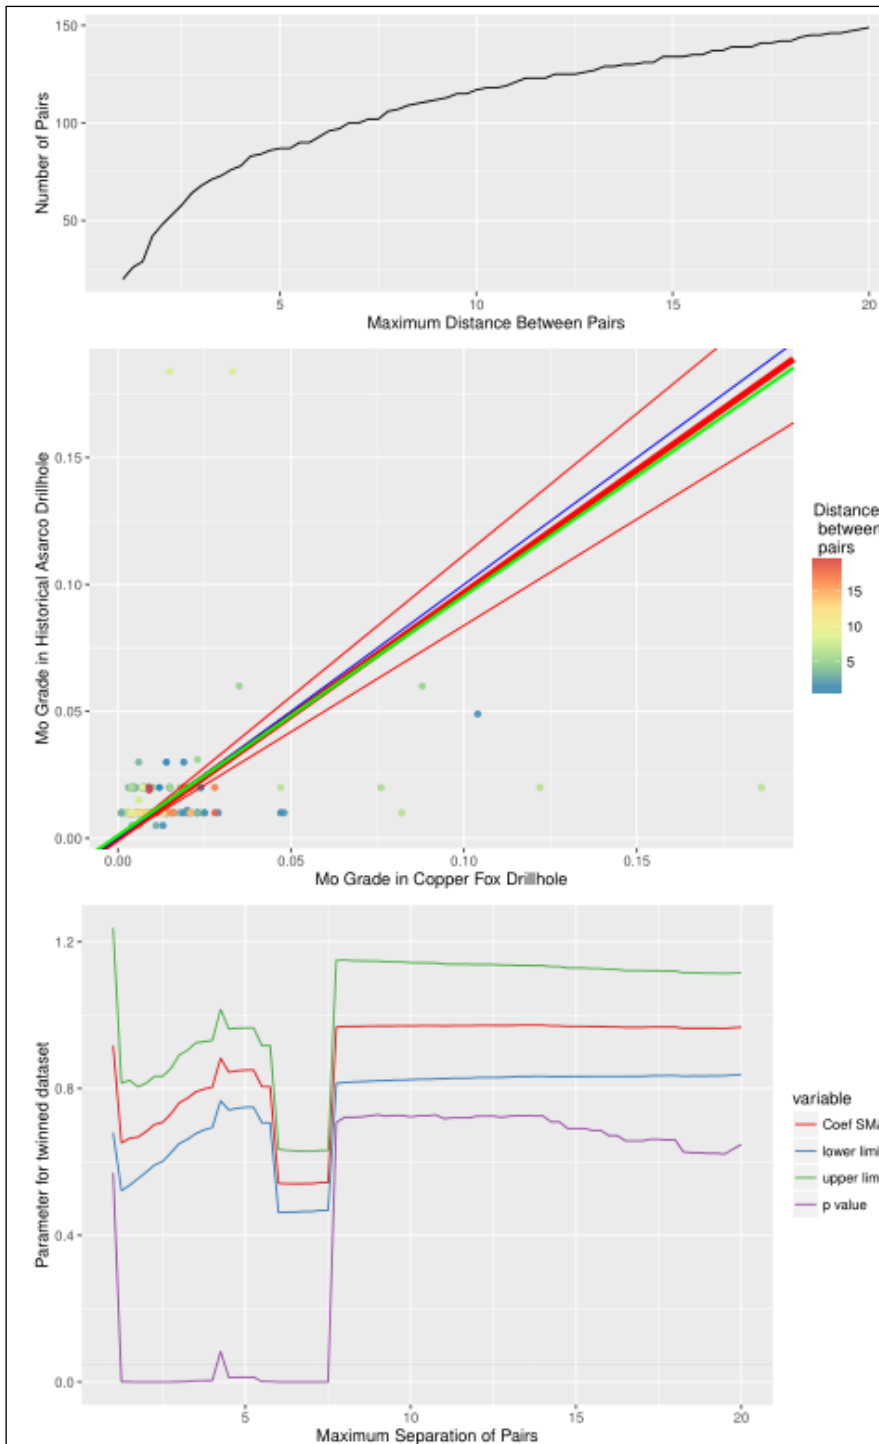 150
100
50
Number of Pairs
5
10
15
20
Maximum Distance Between Pairs
0.15
0.10
0.05
0.00
Mo Grade in Historical Asarco Drillhole
0.00
0.05
0.10
0.15
Mo Grade in Copper Fox Drillhole
Distance
between
pairs
15
10
5
1.2
0.8
0.4
0.0
Parameter for twinned dataset
5
10
15
20
Maximum Separation of Pairs
variable
Coef SMA
lower limi
upper lim
p value